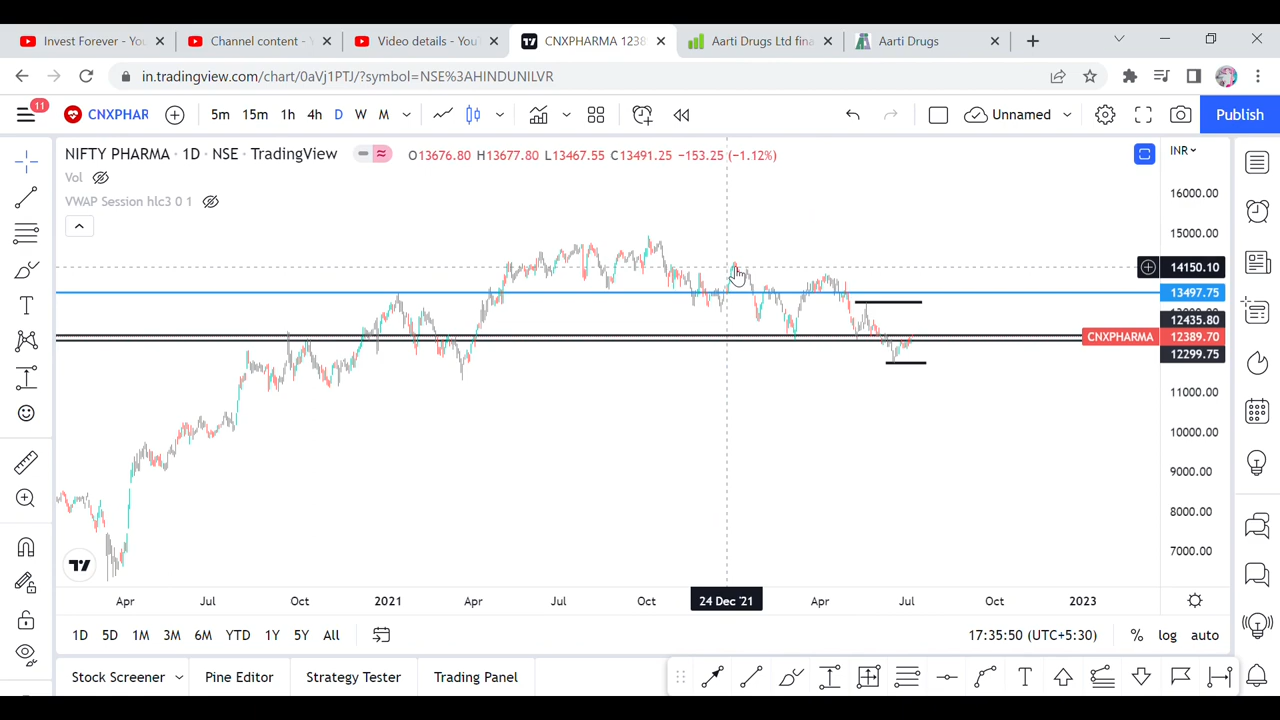 Invest Forever - You
Channel content - Y
Video details - YouT
CNXPHARMA 1238
Aarti Drugs Ltd fina
Aarti Drugs
in.tradingview.com/chart/0aVj1PTJ/?symbol=NSE%3AHINDUNILVR
11
CNXPHAR
5m 15m 1h 4h D W M
Unnamed
Publish
NIFTY PHARMA · 1D · NSE · TradingView
O13676.80 H13677.80 L13467.55 C13491.25 −153.25 (−1.12%)
INR
Vol
VWAP Session hlc3 0 1
16000.00
15000.00
14150.10
13497.75
12435.80
CNXPHARMA 12389.70
12299.75
11000.00
10000.00
9000.00
8000.00
7000.00
Apr Jul Oct 2021 Apr Jul Oct 24 Dec '21 Apr Jul Oct 2023
1D 5D 1M 3M 6M YTD 1Y 5Y All
17:35:50 (UTC+5:30) % log auto
Stock Screener Pine Editor Strategy Tester Trading Panel